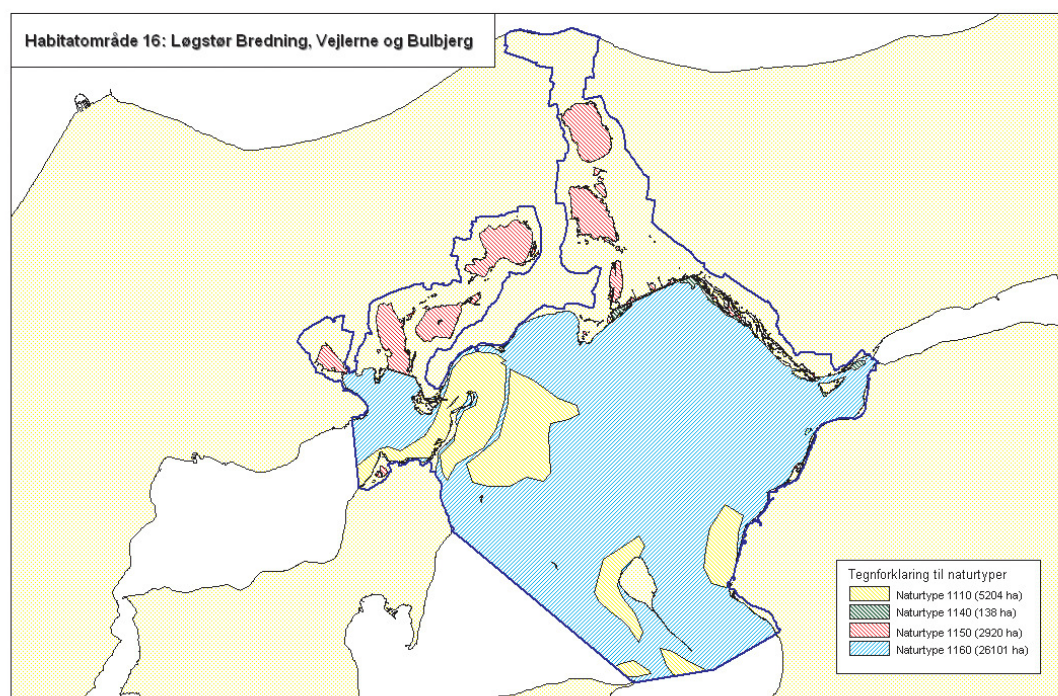 Habitatområde 16: Løgstør Bredning, Vejlerne og Bulbjerg
Tegnforklaring til naturtyper
Naturtype 1110 (5204 ha)
Naturtype 1140 (138 ha)
Naturtype 1150 (2920 ha)
Naturtype 1160 (26101 ha)